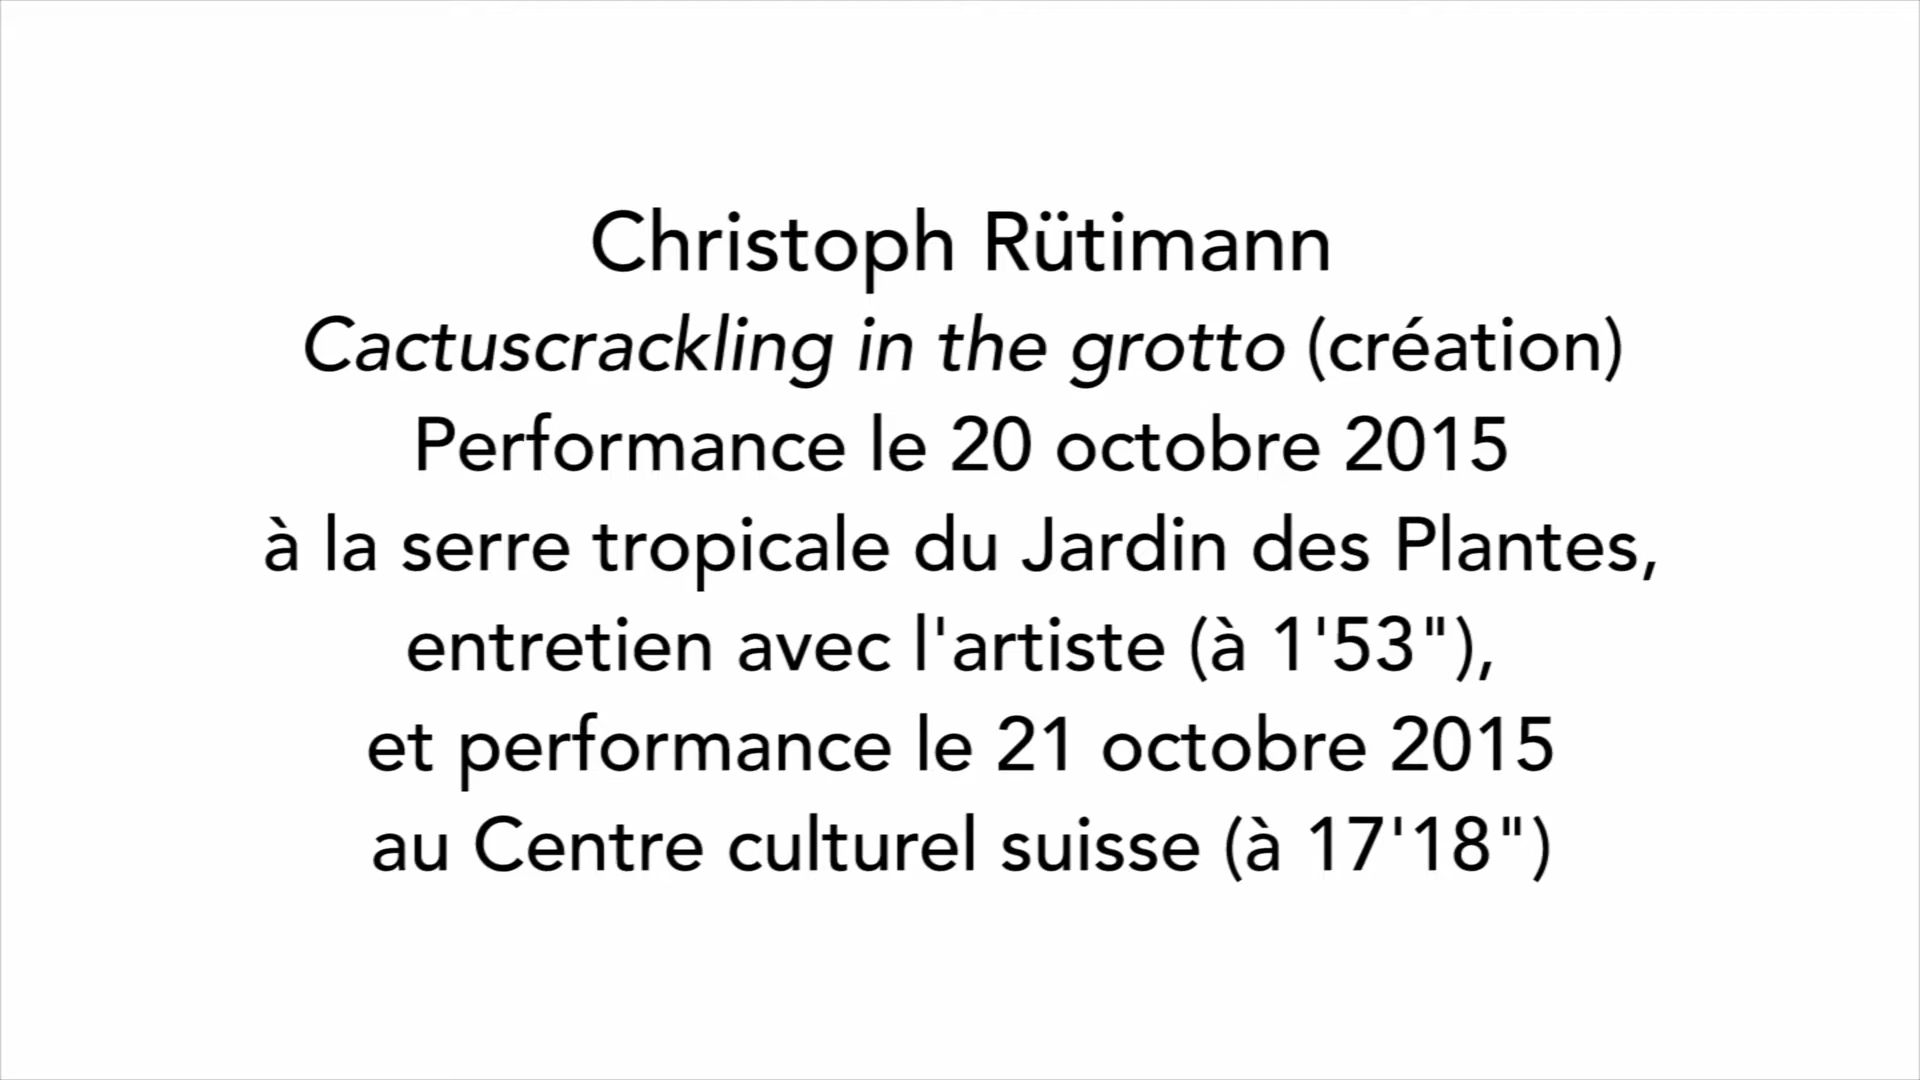 Christoph Rütimann
Cactuscrackling in the grotto (création)
Performance le 20 octobre 2015
à la serre tropicale du Jardin des Plantes,
entretien avec l'artiste (à 1'53"),
et performance le 21 octobre 2015
au Centre culturel suisse (à 17'18")